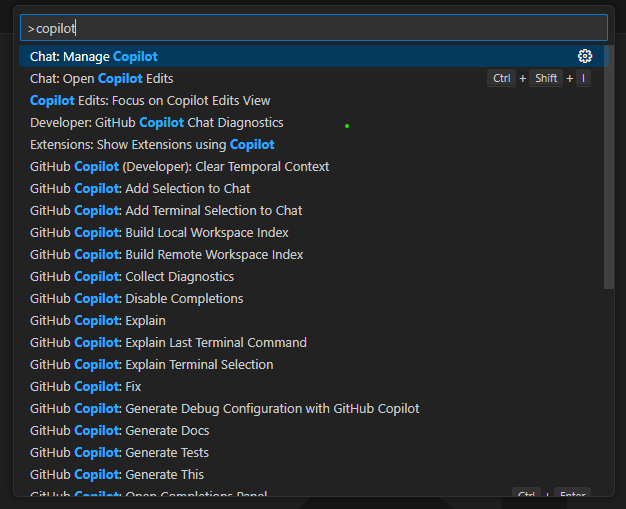 >copilot
Chat: Manage Copilot
Chat: Open Copilot Edits Ctrl + Shift + I
Copilot Edits: Focus on Copilot Edits View
Developer: GitHub Copilot Chat Diagnostics
Extensions: Show Extensions using Copilot
GitHub Copilot (Developer): Clear Temporal Context
GitHub Copilot: Add Selection to Chat
GitHub Copilot: Add Terminal Selection to Chat
GitHub Copilot: Build Local Workspace Index
GitHub Copilot: Build Remote Workspace Index
GitHub Copilot: Collect Diagnostics
GitHub Copilot: Disable Completions
GitHub Copilot: Explain
GitHub Copilot: Explain Last Terminal Command
GitHub Copilot: Explain Terminal Selection
GitHub Copilot: Fix
GitHub Copilot: Generate Debug Configuration with GitHub Copilot
GitHub Copilot: Generate Docs
GitHub Copilot: Generate Tests
GitHub Copilot: Generate This
GitHub Copilot: Open Completions Panel Ctrl + Enter